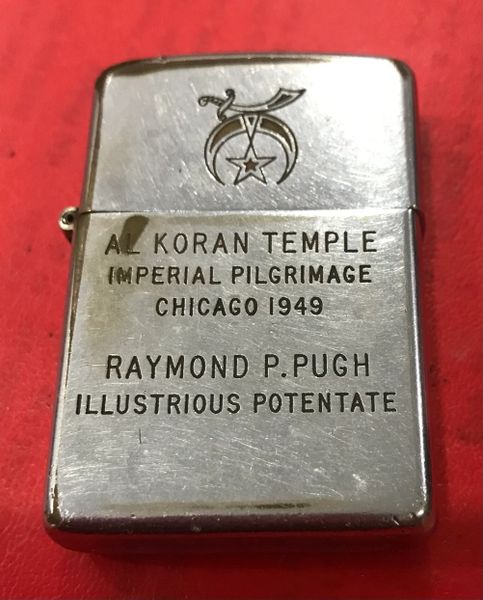 AL KORAN TEMPLE
IMPERIAL PILGRIMAGE
CHICAGO 1949
RAYMOND P. PUGH
ILLUSTRIOUS POTENTATE